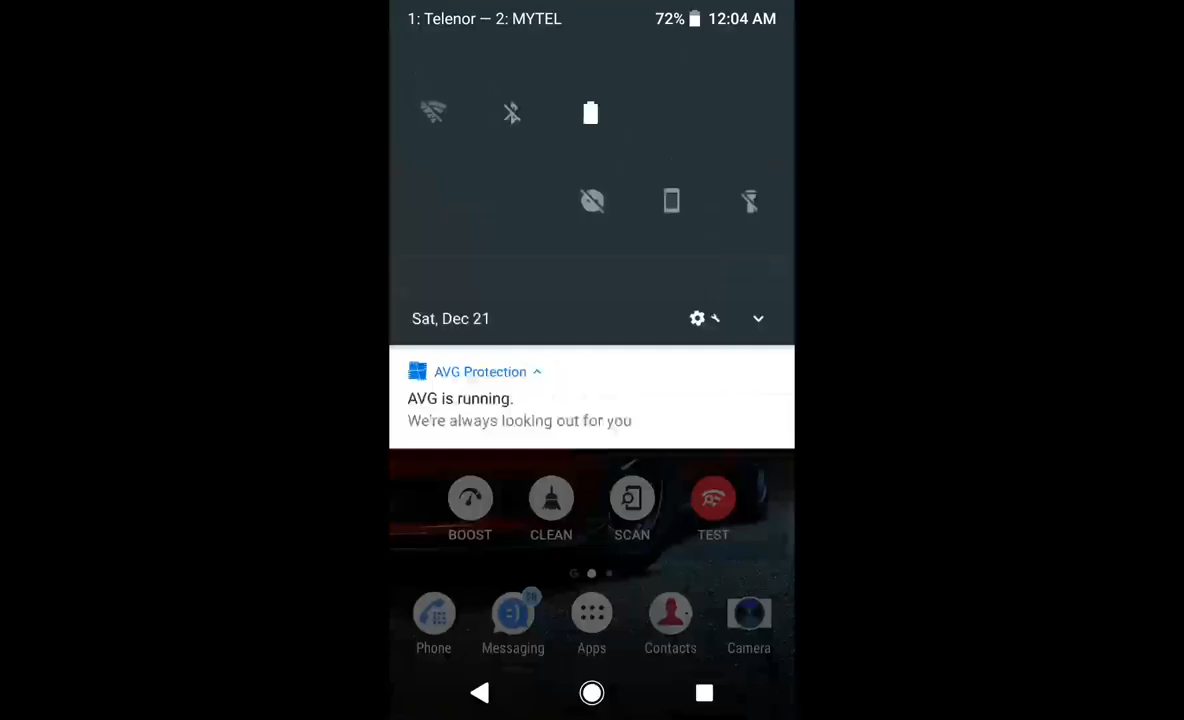 1: Telenor — 2: MYTEL
72% 12:04 AM
Sat, Dec 21
AVG Protection
AVG is running.
We're always looking out for you
BOOST CLEAN SCAN TEST
Phone Messaging Apps Contacts Camera